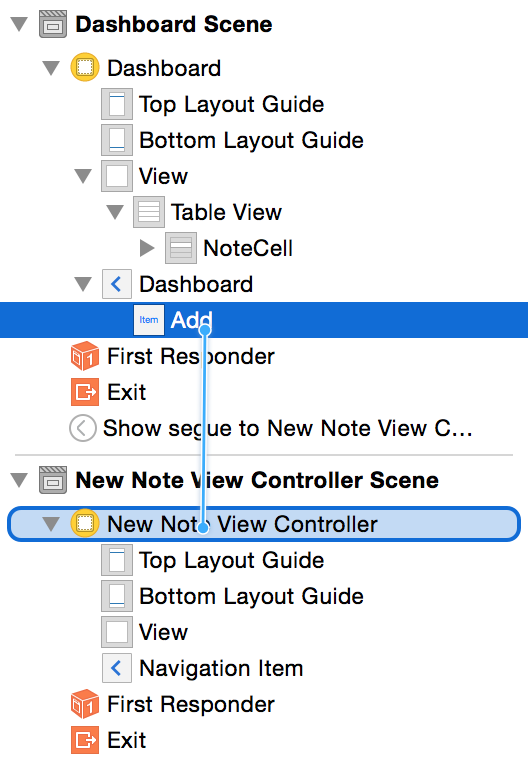 Dashboard Scene
Dashboard
Top Layout Guide
Bottom Layout Guide
View
Table View
NoteCell
Dashboard
Item Add
First Responder
Exit
Show segue to New Note View C...
New Note View Controller Scene
New Note View Controller
Top Layout Guide
Bottom Layout Guide
View
Navigation Item
First Responder
Exit